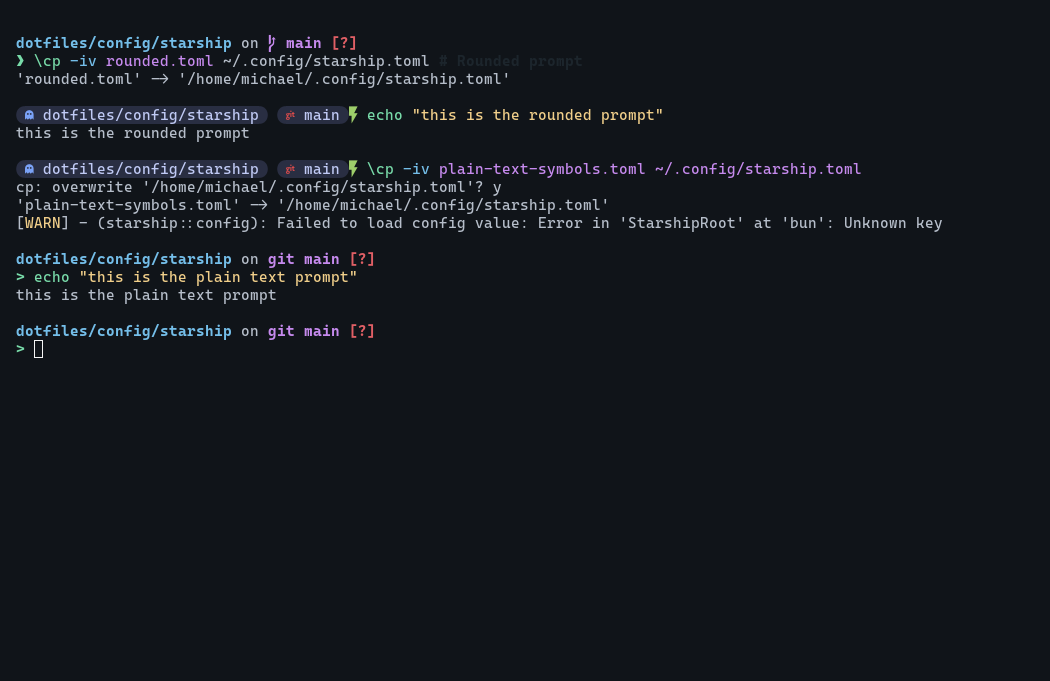 dotfiles/config/starship on  main [?]
❯ \cp -iv rounded.toml ~/.config/starship.toml # Rounded prompt
'rounded.toml' -> '/home/michael/.config/starship.toml'
dotfiles/config/starship git main echo "this is the rounded prompt"
this is the rounded prompt
dotfiles/config/starship git main \cp -iv plain-text-symbols.toml ~/.config/starship.toml
cp: overwrite '/home/michael/.config/starship.toml'? y
'plain-text-symbols.toml' -> '/home/michael/.config/starship.toml'
[WARN] - (starship::config): Failed to load config value: Error in 'StarshipRoot' at 'bun': Unknown key
dotfiles/config/starship on git main [?]
> echo "this is the plain text prompt"
this is the plain text prompt
dotfiles/config/starship on git main [?]
>